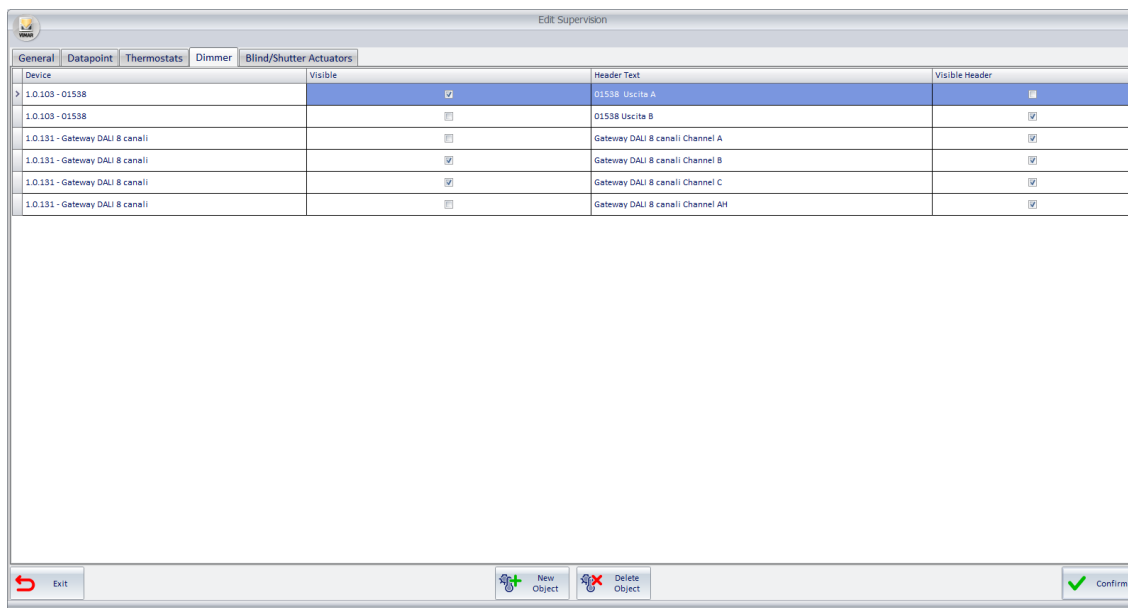 Edit Supervision
VIMAR
General Datapoint Thermostats Dimmer Blind/Shutter Actuators
Device Visible Header Text Visible Header
1.0.103 - 01538 01538 Uscita A
1.0.103 - 01538 01538 Uscita B
1.0.131 - Gateway DALI 8 canali Gateway DALI 8 canali Channel A
1.0.131 - Gateway DALI 8 canali Gateway DALI 8 canali Channel B
1.0.131 - Gateway DALI 8 canali Gateway DALI 8 canali Channel C
1.0.131 - Gateway DALI 8 canali Gateway DALI 8 canali Channel AH
Exit New Object Delete Object Confirm